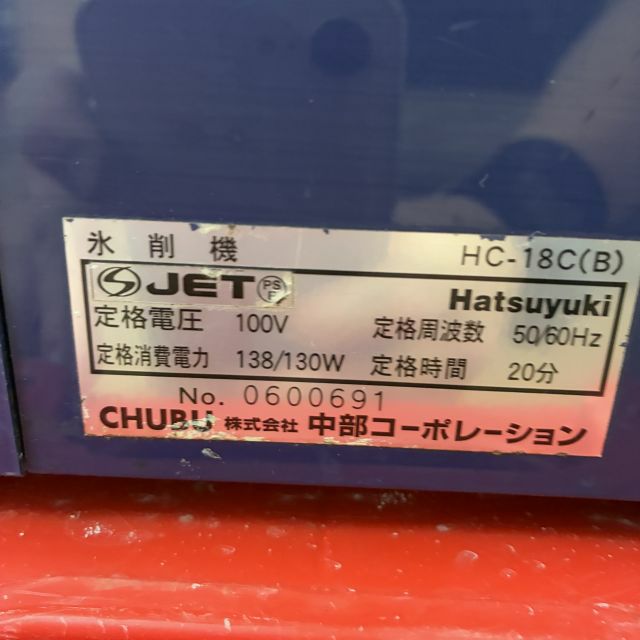 氷削機 HC-18C(B)
JET PS E Hatsuyuki
定格電圧 100V 定格周波数 50/60Hz
定格消費電力 138/130W 定格時間 20分
No. 0600691
CHUBU 株式会社 中部コーポレーション